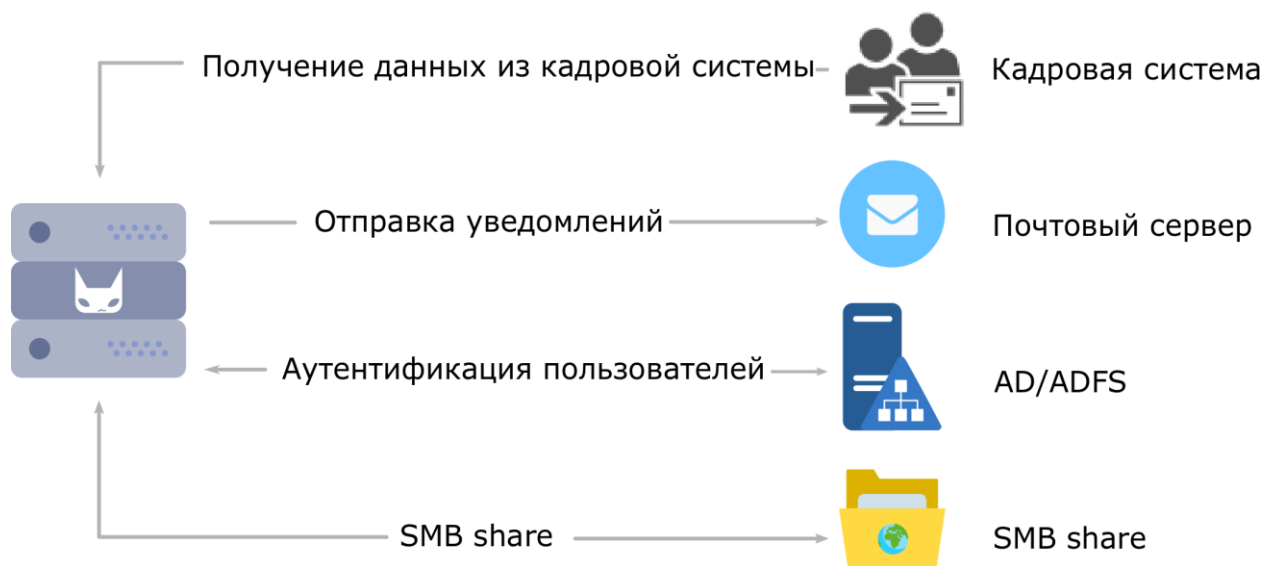 Получение данных из кадровой системы
Кадровая система
Отправка уведомлений
Почтовый сервер
Аутентификация пользователей
AD/ADFS
SMB share
SMB share